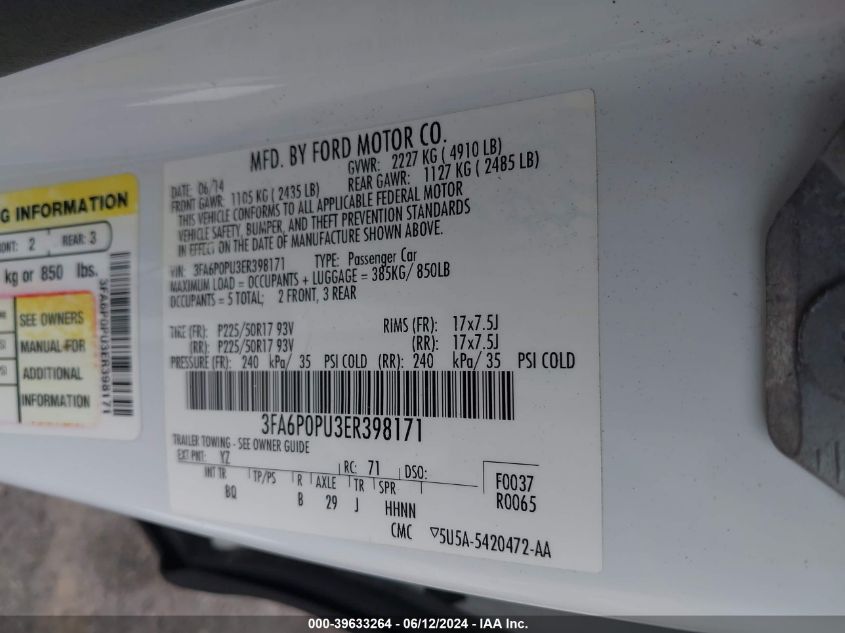 MFD. BY FORD MOTOR CO.
DATE: 06/14 GVWR: 2227 KG ( 4910 LB)
FRONT GAWR: 1105 KG ( 2435 LB) REAR GAWR: 1127 KG ( 2485 LB)
THIS VEHICLE CONFORMS TO ALL APPLICABLE FEDERAL MOTOR
VEHICLE SAFETY, BUMPER, AND THEFT PREVENTION STANDARDS
IN EFFECT ON THE DATE OF MANUFACTURE SHOWN ABOVE.
VIN: 3FA6P0PU3ER398171 TYPE: Passenger Car
MAXIMUM LOAD = OCCUPANTS + LUGGAGE = 385KG/ 850LB
OCCUPANTS = 5 TOTAL; 2 FRONT, 3 REAR
TIRE (FR): P225/50R17 93V RIMS (FR): 17x7.5J
(RR): P225/50R17 93V (RR): 17x7.5J
PRESSURE (FR): 240 kPa/ 35 PSI COLD (RR): 240 kPa/ 35 PSI COLD
3FA6P0PU3ER398171
TRAILER TOWING - SEE OWNER GUIDE
EXT PNT: YZ RC: 71 DSO:
INT TR TP/PS R AXLE TR SPR
BQ B 29 J HHNN
F0037
R0065
CMC ▽5U5A-5420472-AA
INFORMATION
2 REAR: 3
kg or 850 lbs.
SEE OWNERS
MANUAL FOR
ADDITIONAL
INFORMATION
3FA6P0PU3ER398171
000-39633264 - 06/12/2024 - IAA Inc.